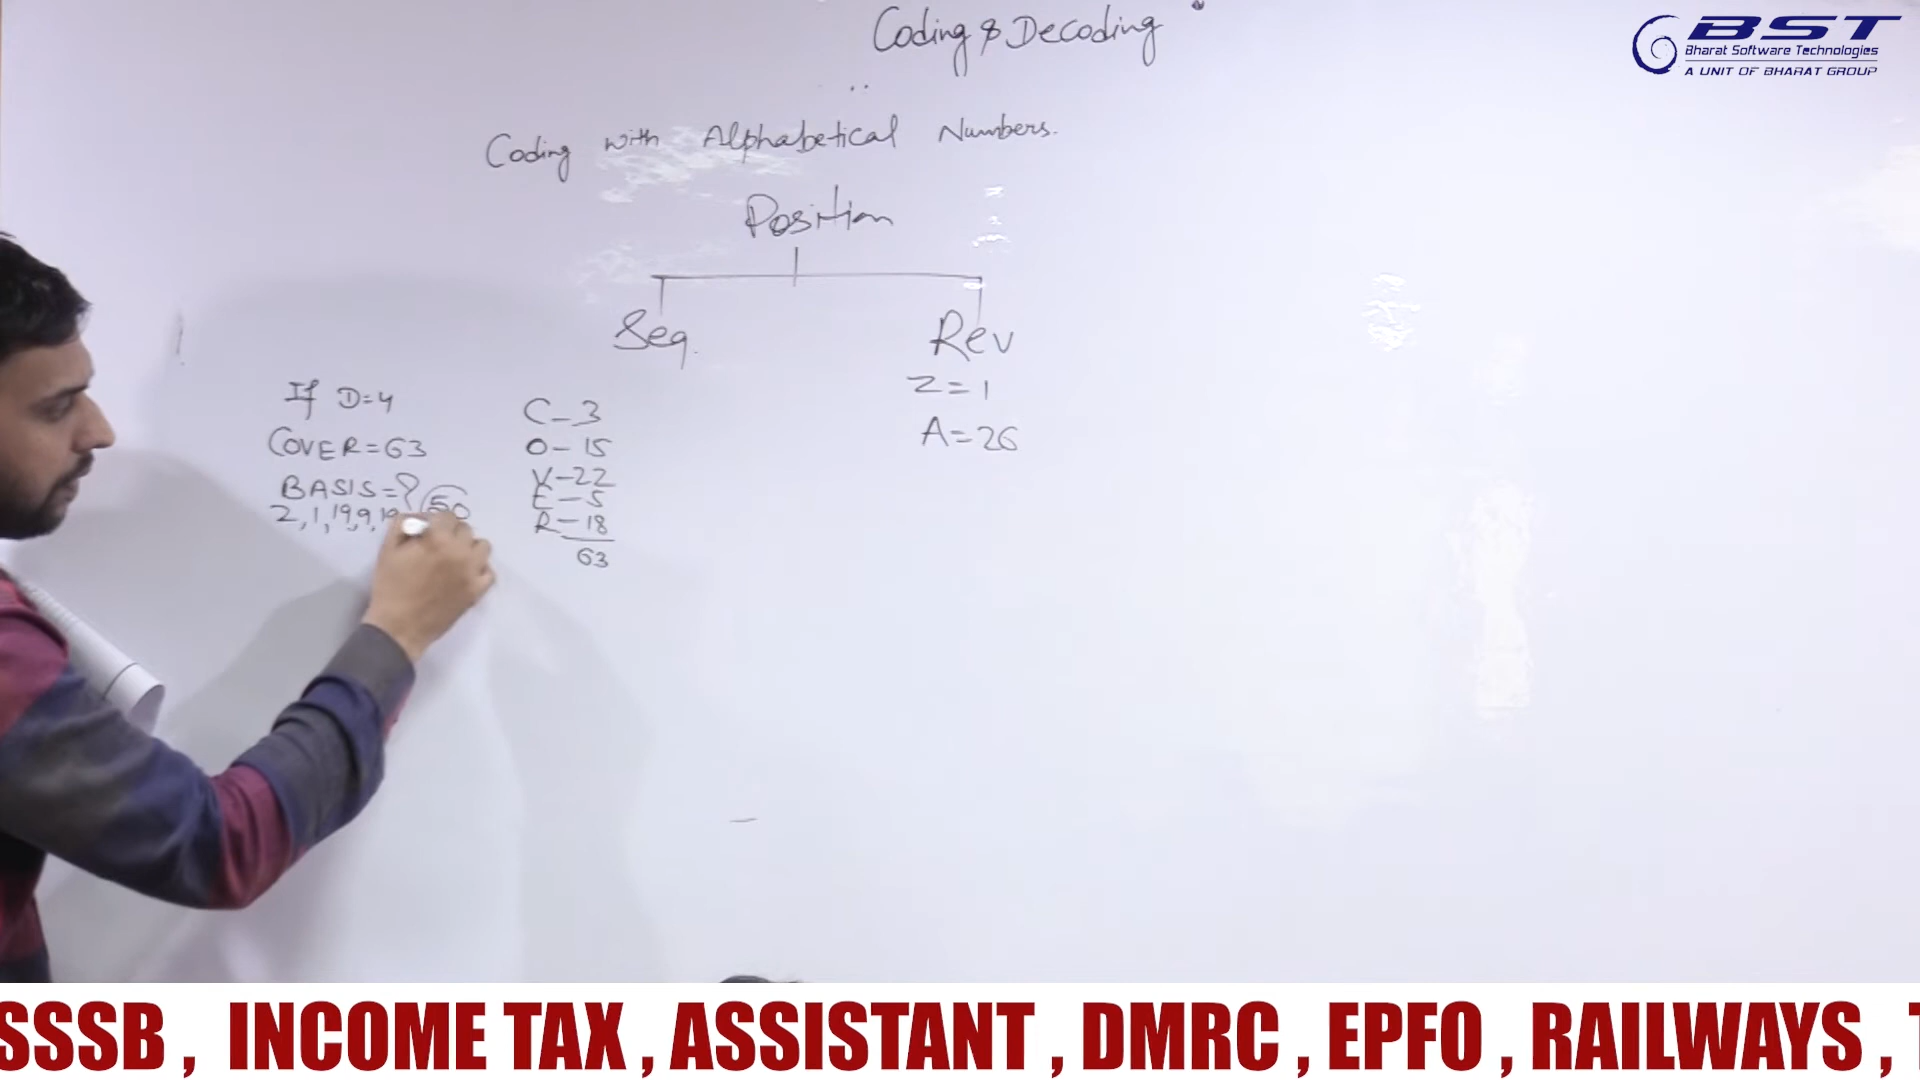 Coding & Decoding
BST
Bharat Software Technologies
A UNIT OF BHARAT GROUP
Coding with Alphabetical Numbers.
Position
Seq.
Rev
Z=1
A=26
If D=4
COVER=63
BASIS=?
2,1,19,9,19
50
C-3
O-15
V-22
E-5
R-18
63
SSSB, INCOME TAX, ASSISTANT, DMRC, EPFO, RAILWAYS,